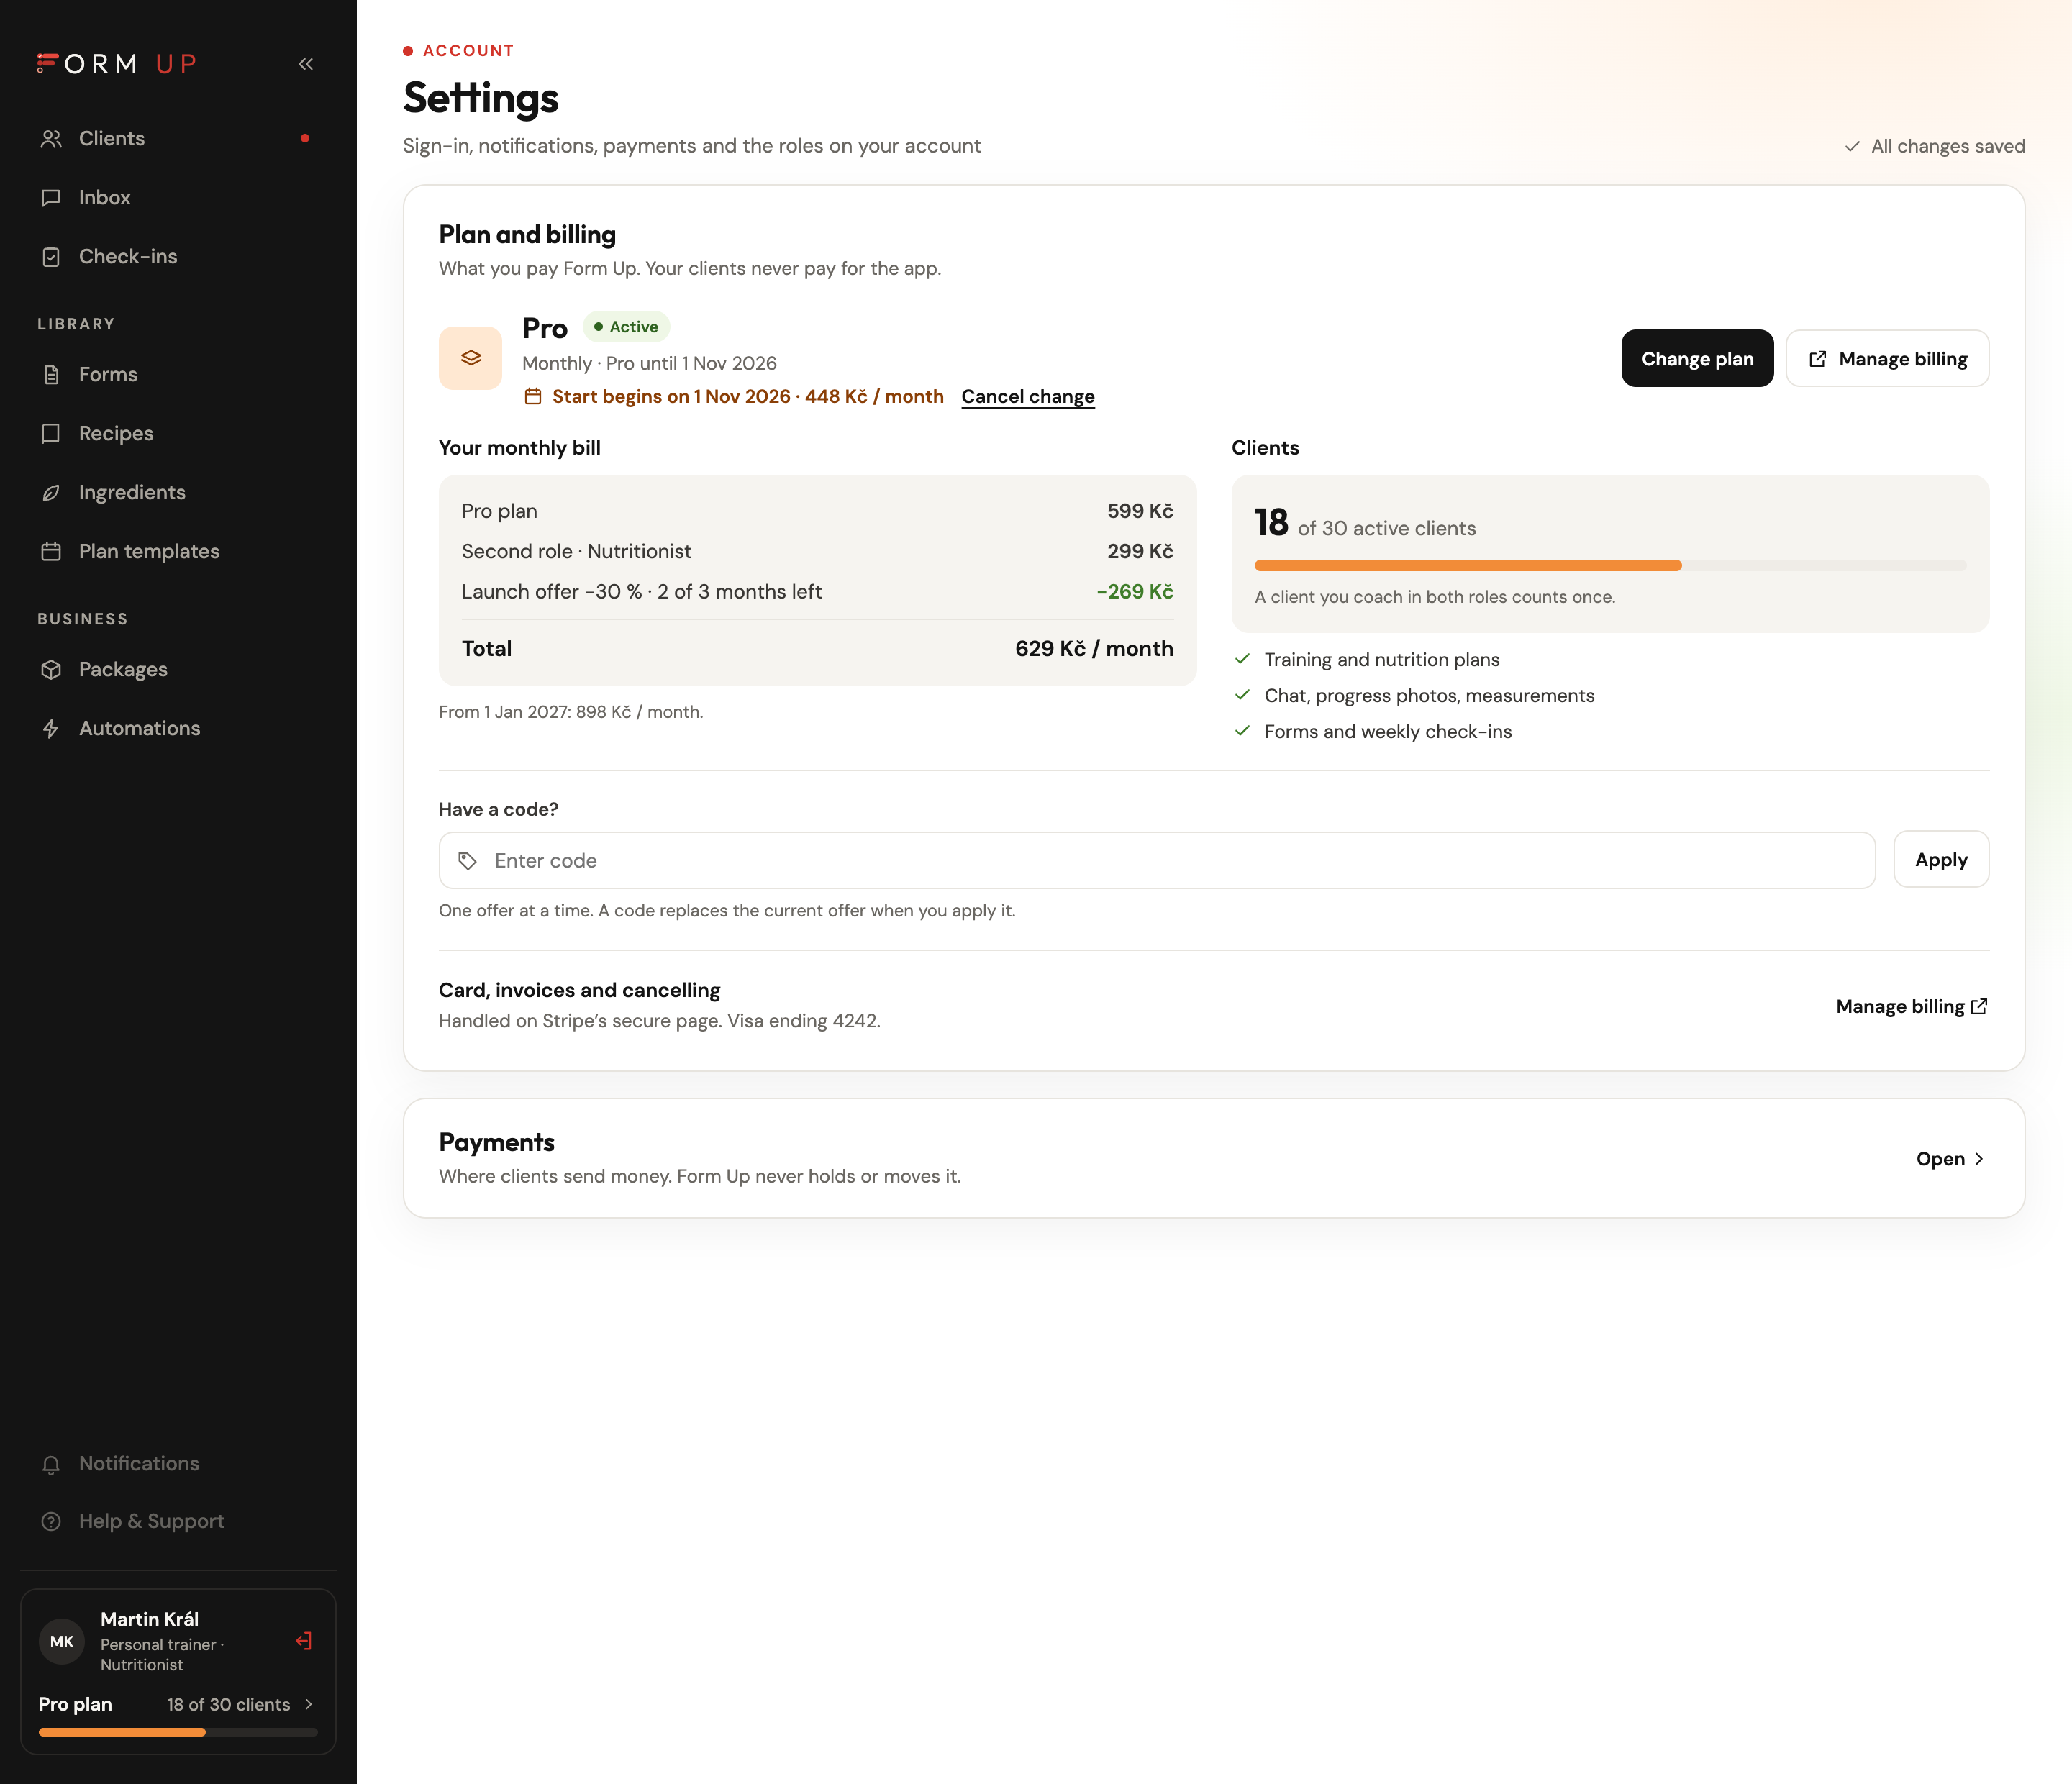 FORM UP
Clients
Inbox
Check-ins
LIBRARY
Forms
Recipes
Ingredients
Plan templates
BUSINESS
Packages
Automations
Notifications
Help & Support
MK
Martin Král
Personal trainer ·
Nutritionist
Pro plan 18 of 30 clients
ACCOUNT
Settings
Sign-in, notifications, payments and the roles on your account
All changes saved
Plan and billing
What you pay Form Up. Your clients never pay for the app.
Pro Active
Monthly · Pro until 1 Nov 2026
Start begins on 1 Nov 2026 · 448 Kč / month Cancel change
Change plan
Manage billing
Your monthly bill
Pro plan 599 Kč
Second role · Nutritionist 299 Kč
Launch offer −30 % · 2 of 3 months left −269 Kč
Total 629 Kč / month
From 1 Jan 2027: 898 Kč / month.
Clients
18 of 30 active clients
A client you coach in both roles counts once.
Training and nutrition plans
Chat, progress photos, measurements
Forms and weekly check-ins
Have a code?
Enter code
Apply
One offer at a time. A code replaces the current offer when you apply it.
Card, invoices and cancelling
Handled on Stripe’s secure page. Visa ending 4242.
Manage billing
Payments
Where clients send money. Form Up never holds or moves it.
Open